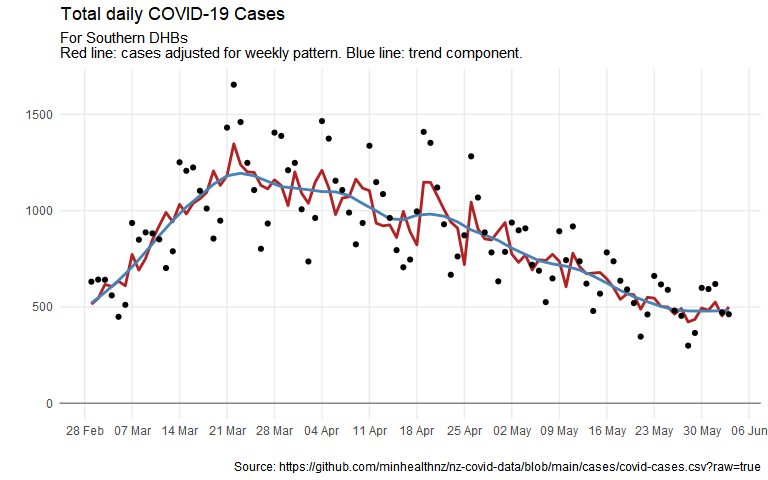 Total daily COVID-19 Cases
For Southern DHBs
Red line: cases adjusted for weekly pattern. Blue line: trend component.
1500
1000
500
0
28 Feb 07 Mar 14 Mar 21 Mar 28 Mar 04 Apr 11 Apr 18 Apr 25 Apr 02 May 09 May 16 May 23 May 30 May 06 Jun
Source: https://github.com/minhealthnz/nz-covid-data/blob/main/cases/covid-cases.csv?raw=true